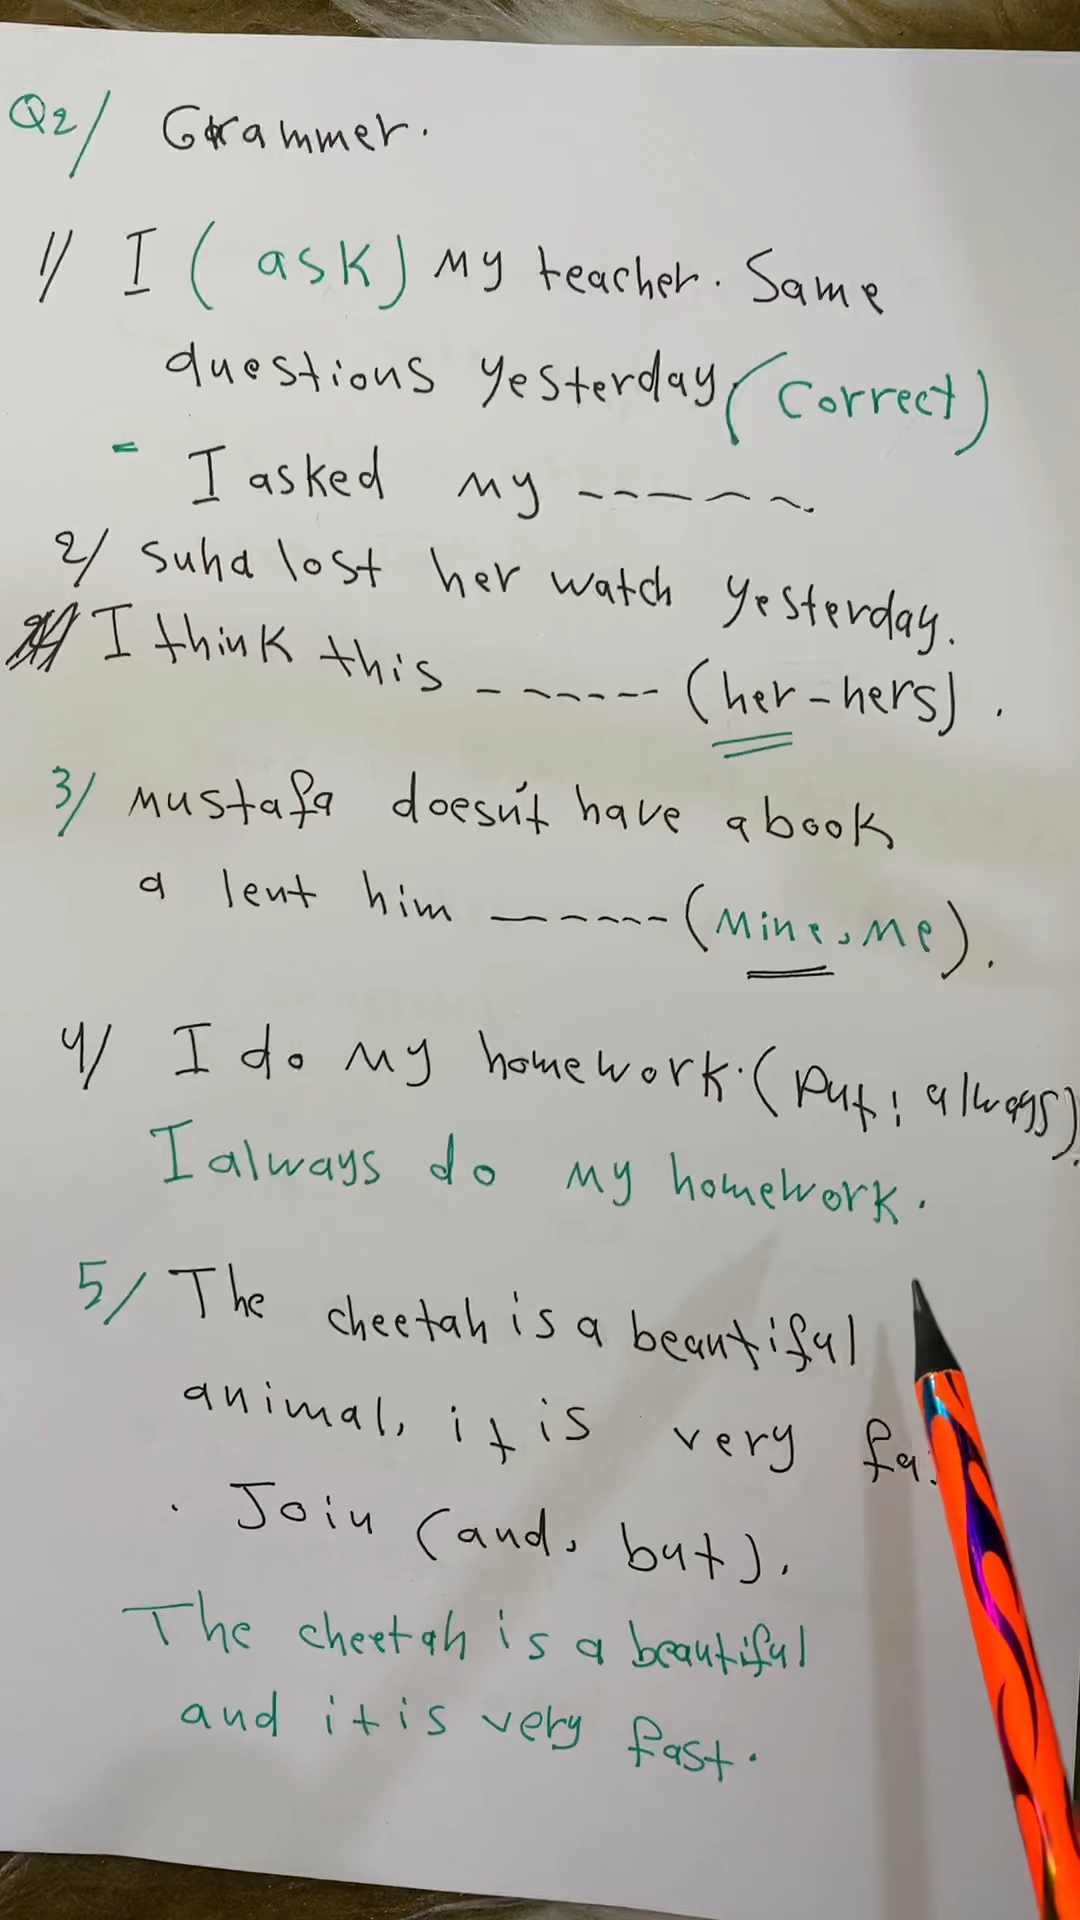 Q2/ Grammer.
1/ I ( ask) my teacher. Same
questions yesterday (Correct)
- I asked my ------.
2/ suha lost her watch yesterday.
I think this ------ (her-hers).
3/ mustafa doesn't have a book
a lent him ------ (Mine, Me).
4/ I do my homework. (Put: always).
I always do my homework.
5/ The cheetah is a beautiful
animal, it is very
. Join (and, but).
The cheetah is a beautiful
and it is very fast.